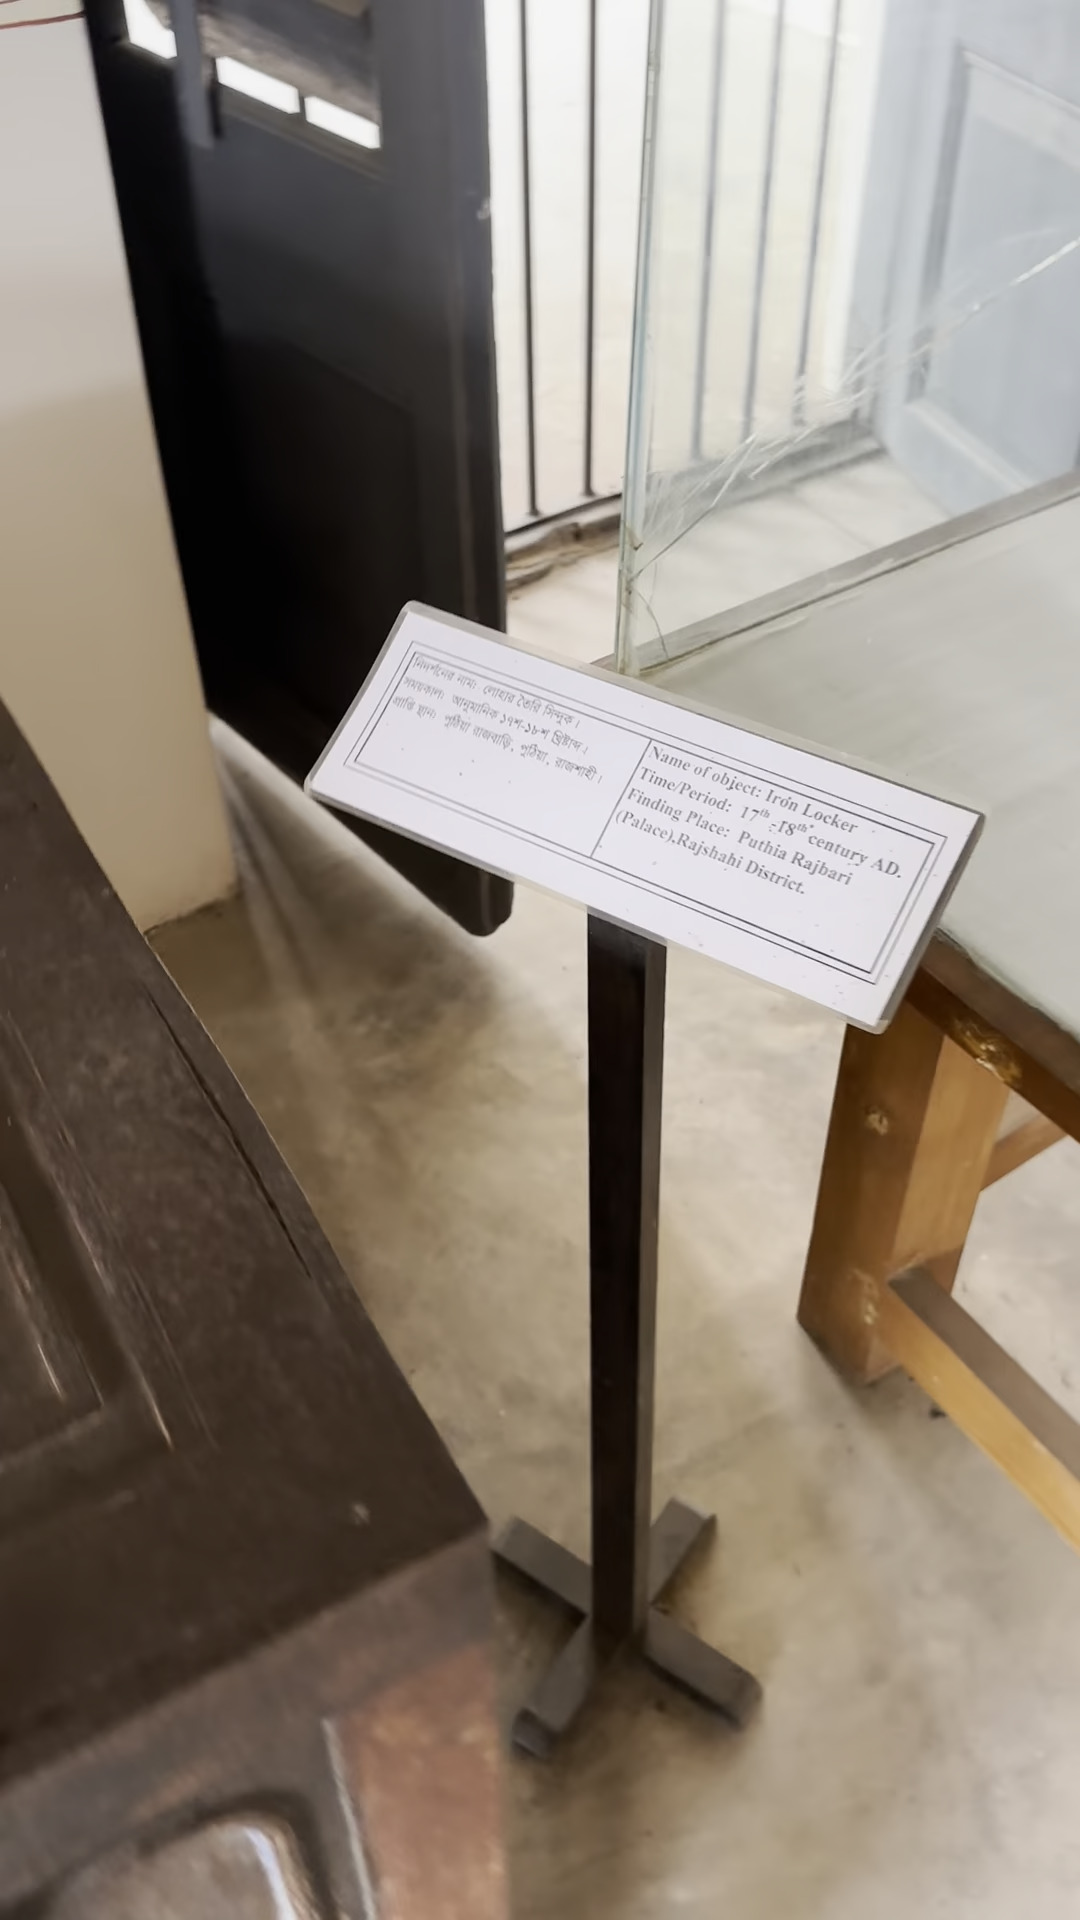 নিদর্শনের নাম: লোহার তৈরি সিন্দুক।
সময়কাল: আনুমানিক ১৭শ-১৮শ খ্রিষ্টাব্দ।
প্রাপ্তি স্থান: পুঠিয়া রাজবাড়ি, পুঠিয়া, রাজশাহী।
Name of object: Iron Locker
Time/Period: 17th -18th century AD.
Finding Place: Puthia Rajbari
(Palace),Rajshahi District.